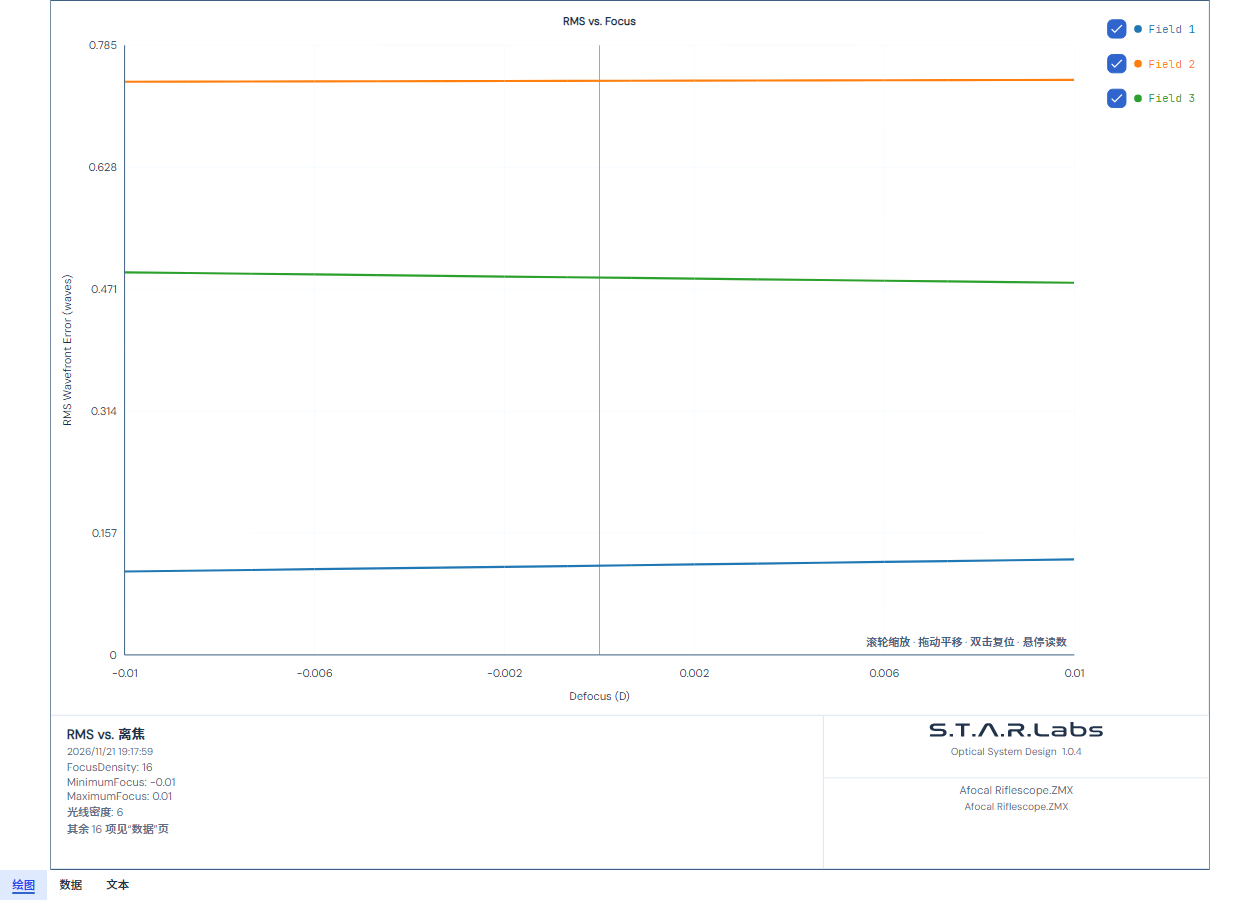 RMS vs. Focus
Field 1
Field 2
Field 3
0.785
0.628
0.471
0.314
0.157
0
RMS Wavefront Error (waves)
滚轮缩放 · 拖动平移 · 双击复位 · 悬停读数
-0.01
-0.006
-0.002
0.002
0.006
0.01
Defocus (D)
RMS vs. 离焦
2026/11/21 19:17:59
FocusDensity: 16
MinimumFocus: -0.01
MaximumFocus: 0.01
光线密度: 6
其余 16 项见“数据”页
S.T.A.R.Labs
Optical System Design 1.0.4
Afocal Riflescope.ZMX
Afocal Riflescope.ZMX
绘图
数据
文本